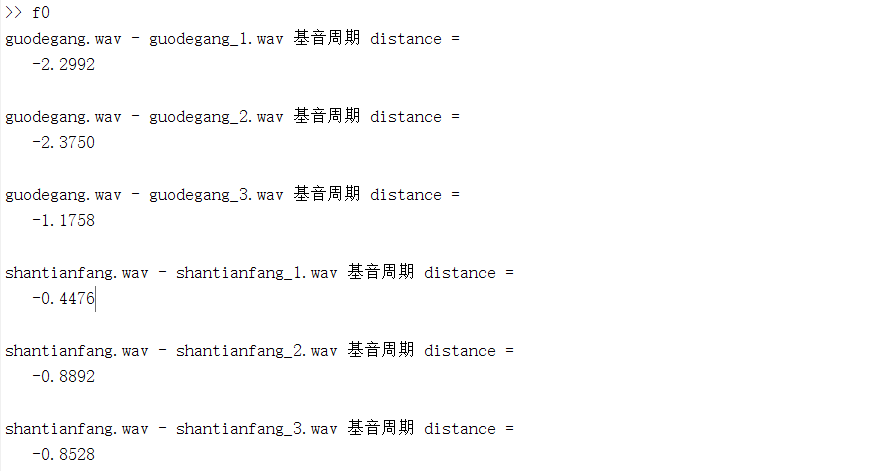 >> f0
guodegang.wav - guodegang_1.wav 基音周期 distance =
-2.2992
guodegang.wav - guodegang_2.wav 基音周期 distance =
-2.3750
guodegang.wav - guodegang_3.wav 基音周期 distance =
-1.1758
shantianfang.wav - shantianfang_1.wav 基音周期 distance =
-0.4476
shantianfang.wav - shantianfang_2.wav 基音周期 distance =
-0.8892
shantianfang.wav - shantianfang_3.wav 基音周期 distance =
-0.8528